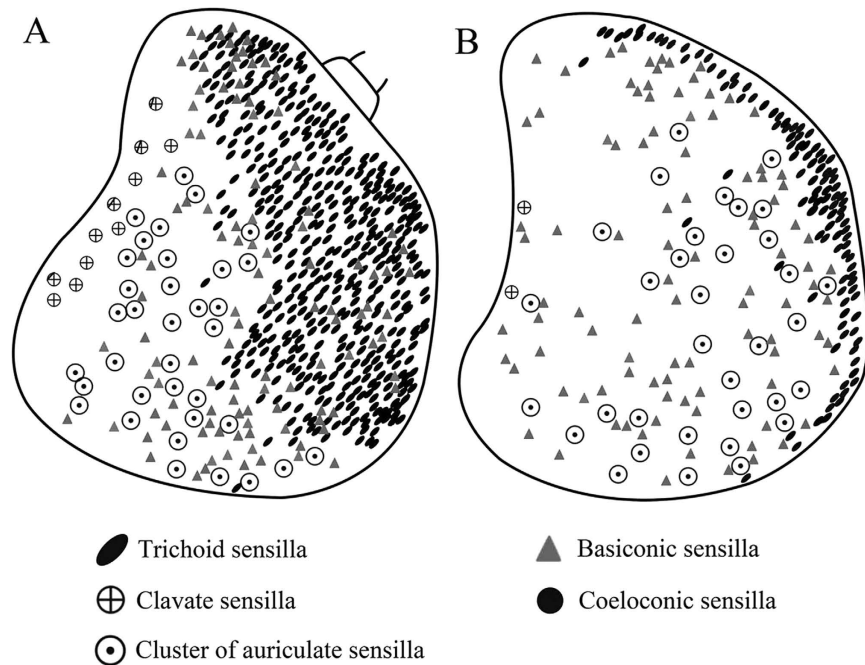 A
B
Trichoid sensilla
Basiconic sensilla
Clavate sensilla
Coeloconic sensilla
Cluster of auriculate sensilla